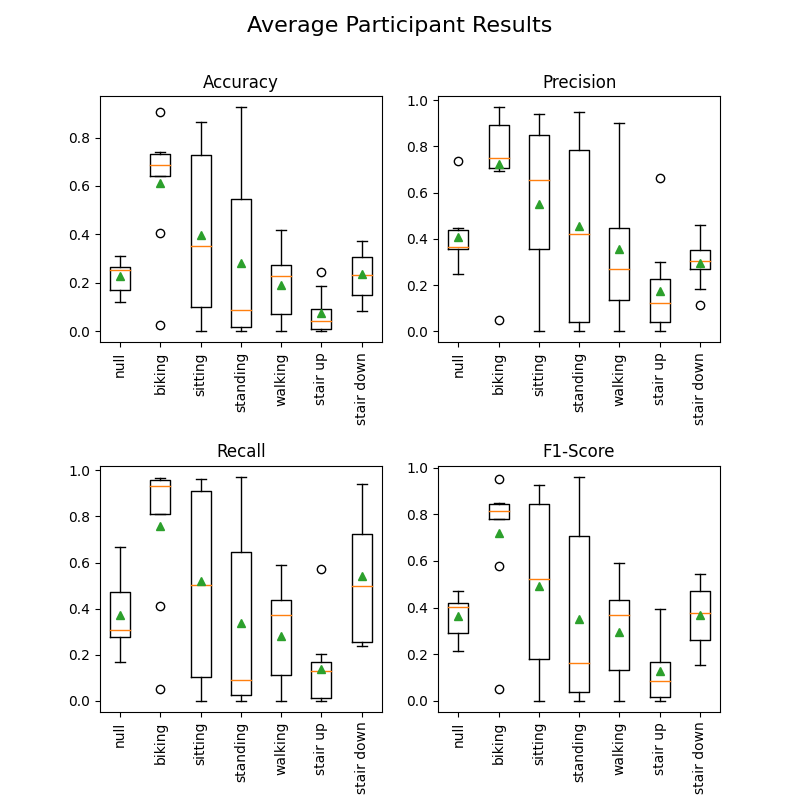 Average Participant Results
Accuracy
0.8
0.6
0.4
0.2
0.0
null
biking
sitting
standing
walking
stair up
stair down
Precision
1.0
0.8
0.6
0.4
0.2
0.0
null
biking
sitting
standing
walking
stair up
stair down
Recall
1.0
0.8
0.6
0.4
0.2
0.0
null
biking
sitting
standing
walking
stair up
stair down
F1-Score
1.0
0.8
0.6
0.4
0.2
0.0
null
biking
sitting
standing
walking
stair up
stair down